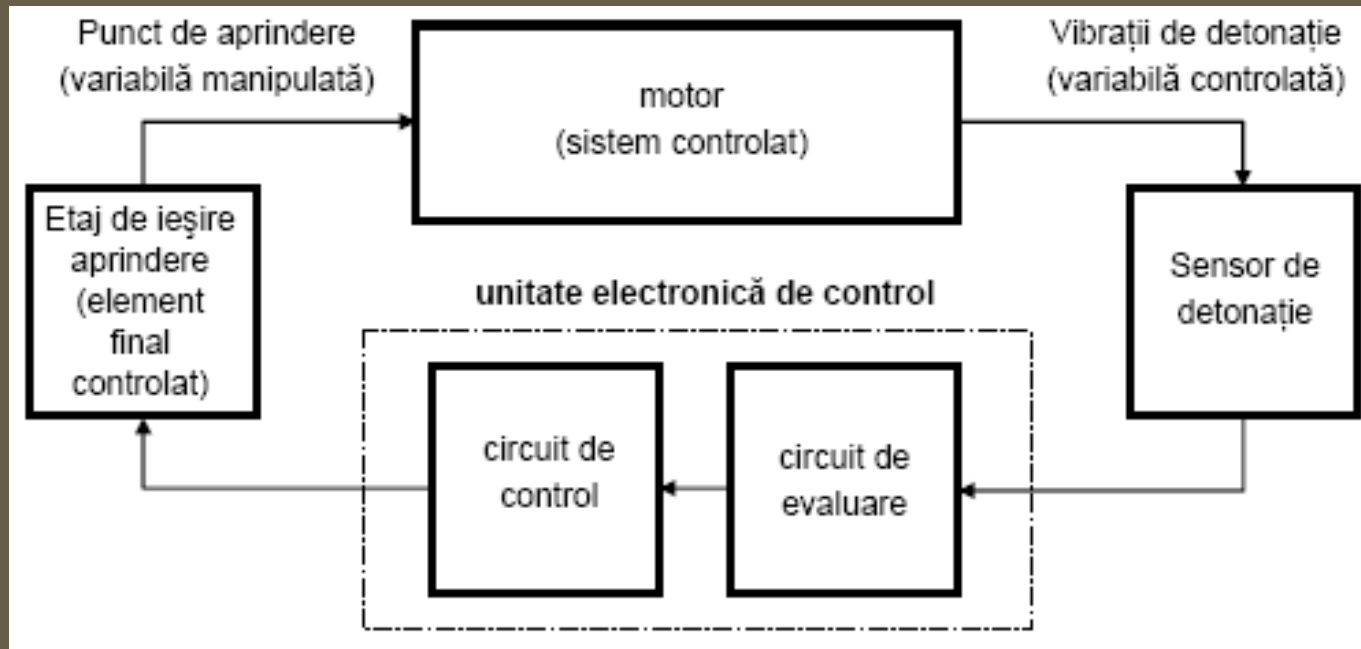 Punct de aprindere
(variabilă manipulată)
motor
(sistem controlat)
Vibrații de detonație
(variabilă controlată)
Etaj de ieşire
aprindere
(element
final
controlat)
unitate electronică de control
Sensor de
detonație
circuit de
control
circuit de
evaluare